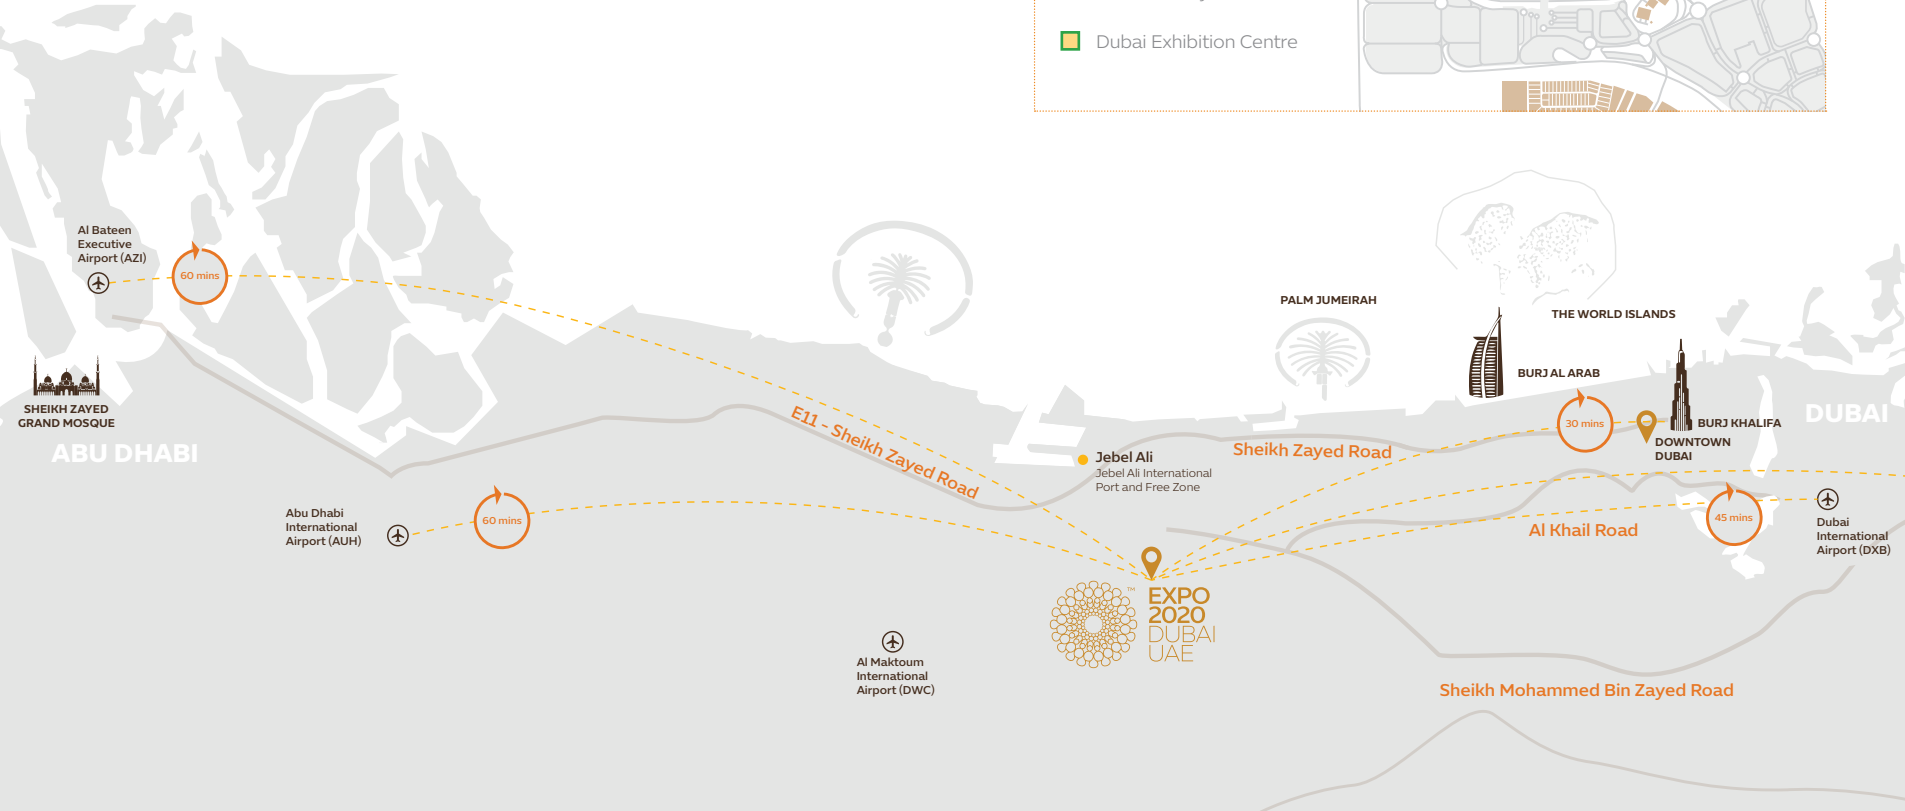 Dubai Exhibition Centre
Al Bateen
Executive
Airport (AZI)
60 mins
SHEIKH ZAYED
GRAND MOSQUE
ABU DHABI
Abu Dhabi
International
Airport (AUH)
60 mins
E11 - Sheikh Zayed Road
Al Maktoum
International
Airport (DWC)
Jebel Ali
Jebel Ali International
Port and Free Zone
EXPO
2020
DUBAI
UAE
™
PALM JUMEIRAH
Sheikh Zayed Road
THE WORLD ISLANDS
BURJ AL ARAB
30 mins
BURJ KHALIFA
DOWNTOWN
DUBAI
DUBAI
Al Khail Road
45 mins
Dubai
International
Airport (DXB)
Sheikh Mohammed Bin Zayed Road